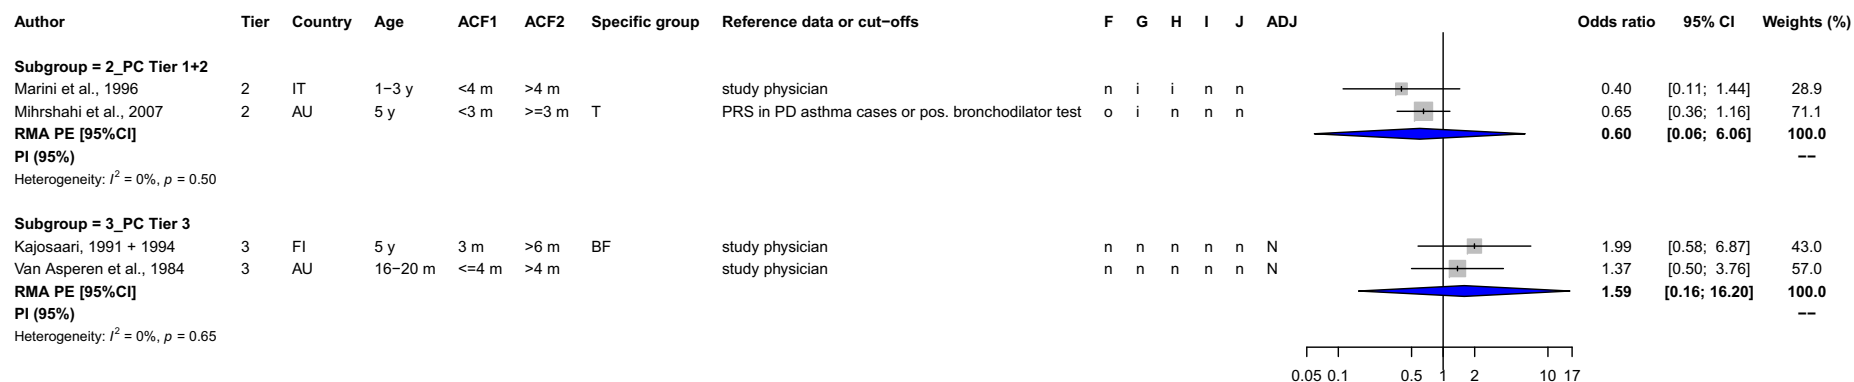 Author Tier Country Age ACF1 ACF2 Specific group Reference data or cut−offs F G H I J ADJ Odds ratio 95% CI Weights (%)
Subgroup = 2_PC Tier 1+2
Marini et al., 1996 2 IT 1−3 y <4 m >4 m study physician n i i n n 0.40 [0.11; 1.44] 28.9
Mihrshahi et al., 2007 2 AU 5 y <3 m >=3 m T PRS in PD asthma cases or pos. bronchodilator test o i n n n 0.65 [0.36; 1.16] 71.1
RMA PE [95%CI] 0.60 [0.06; 6.06] 100.0
PI (95%) −−
Heterogeneity: I² = 0%, p = 0.50
Subgroup = 3_PC Tier 3
Kajosaari, 1991 + 1994 3 FI 5 y 3 m >6 m BF study physician n n n n n N 1.99 [0.58; 6.87] 43.0
Van Asperen et al., 1984 3 AU 16−20 m <=4 m >4 m study physician n n n n n N 1.37 [0.50; 3.76] 57.0
RMA PE [95%CI] 1.59 [0.16; 16.20] 100.0
PI (95%) −−
Heterogeneity: I² = 0%, p = 0.65
0.05 0.1 0.5 1 2 10 17